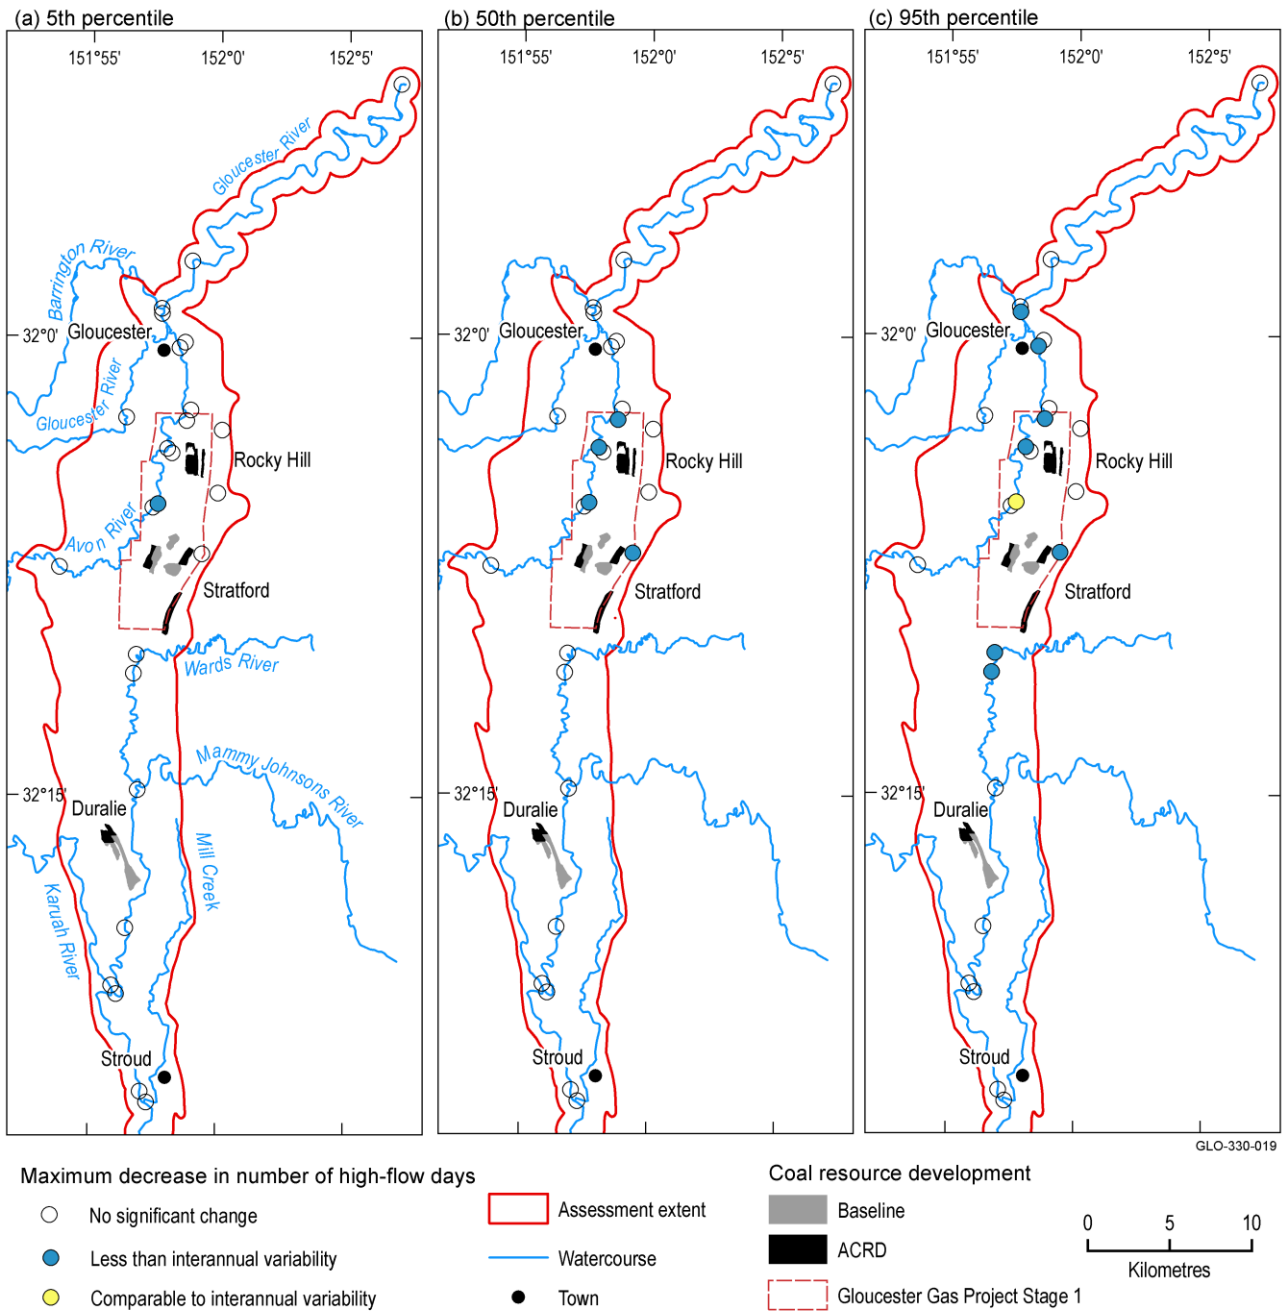 (a) 5th percentile
151°55'
152°0'
152°5'
Gloucester River
Barrington River
32°0'
Gloucester
Gloucester River
Rocky Hill
Avon River
Stratford
Wards River
Mammy Johnsons River
32°15'
Duralie
Mill Creek
Karuah River
Stroud
(b) 50th percentile
151°55'
152°0'
152°5'
32°0'
Gloucester
Rocky Hill
Stratford
32°15'
Duralie
Stroud
(c) 95th percentile
151°55'
152°0'
152°5'
32°0'
Gloucester
Rocky Hill
Stratford
32°15'
Duralie
Stroud
GLO-330-019
Maximum decrease in number of high-flow days
No significant change
Less than interannual variability
Comparable to interannual variability
Assessment extent
Watercourse
Town
Coal resource development
Baseline
ACRD
Gloucester Gas Project Stage 1
0 5 10
Kilometres